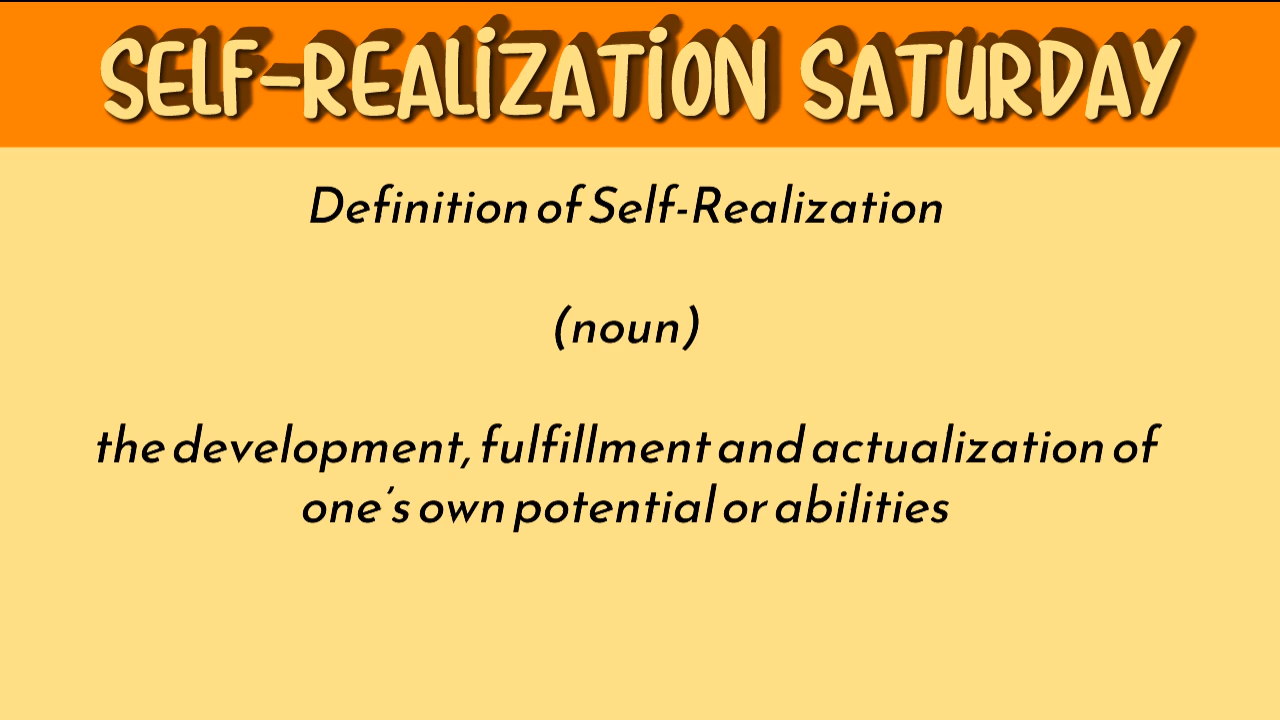 SELF-REALIZATION SATURDAY
Definition of Self-Realization
(noun)
the development, fulfillment and actualization of
one's own potential or abilities